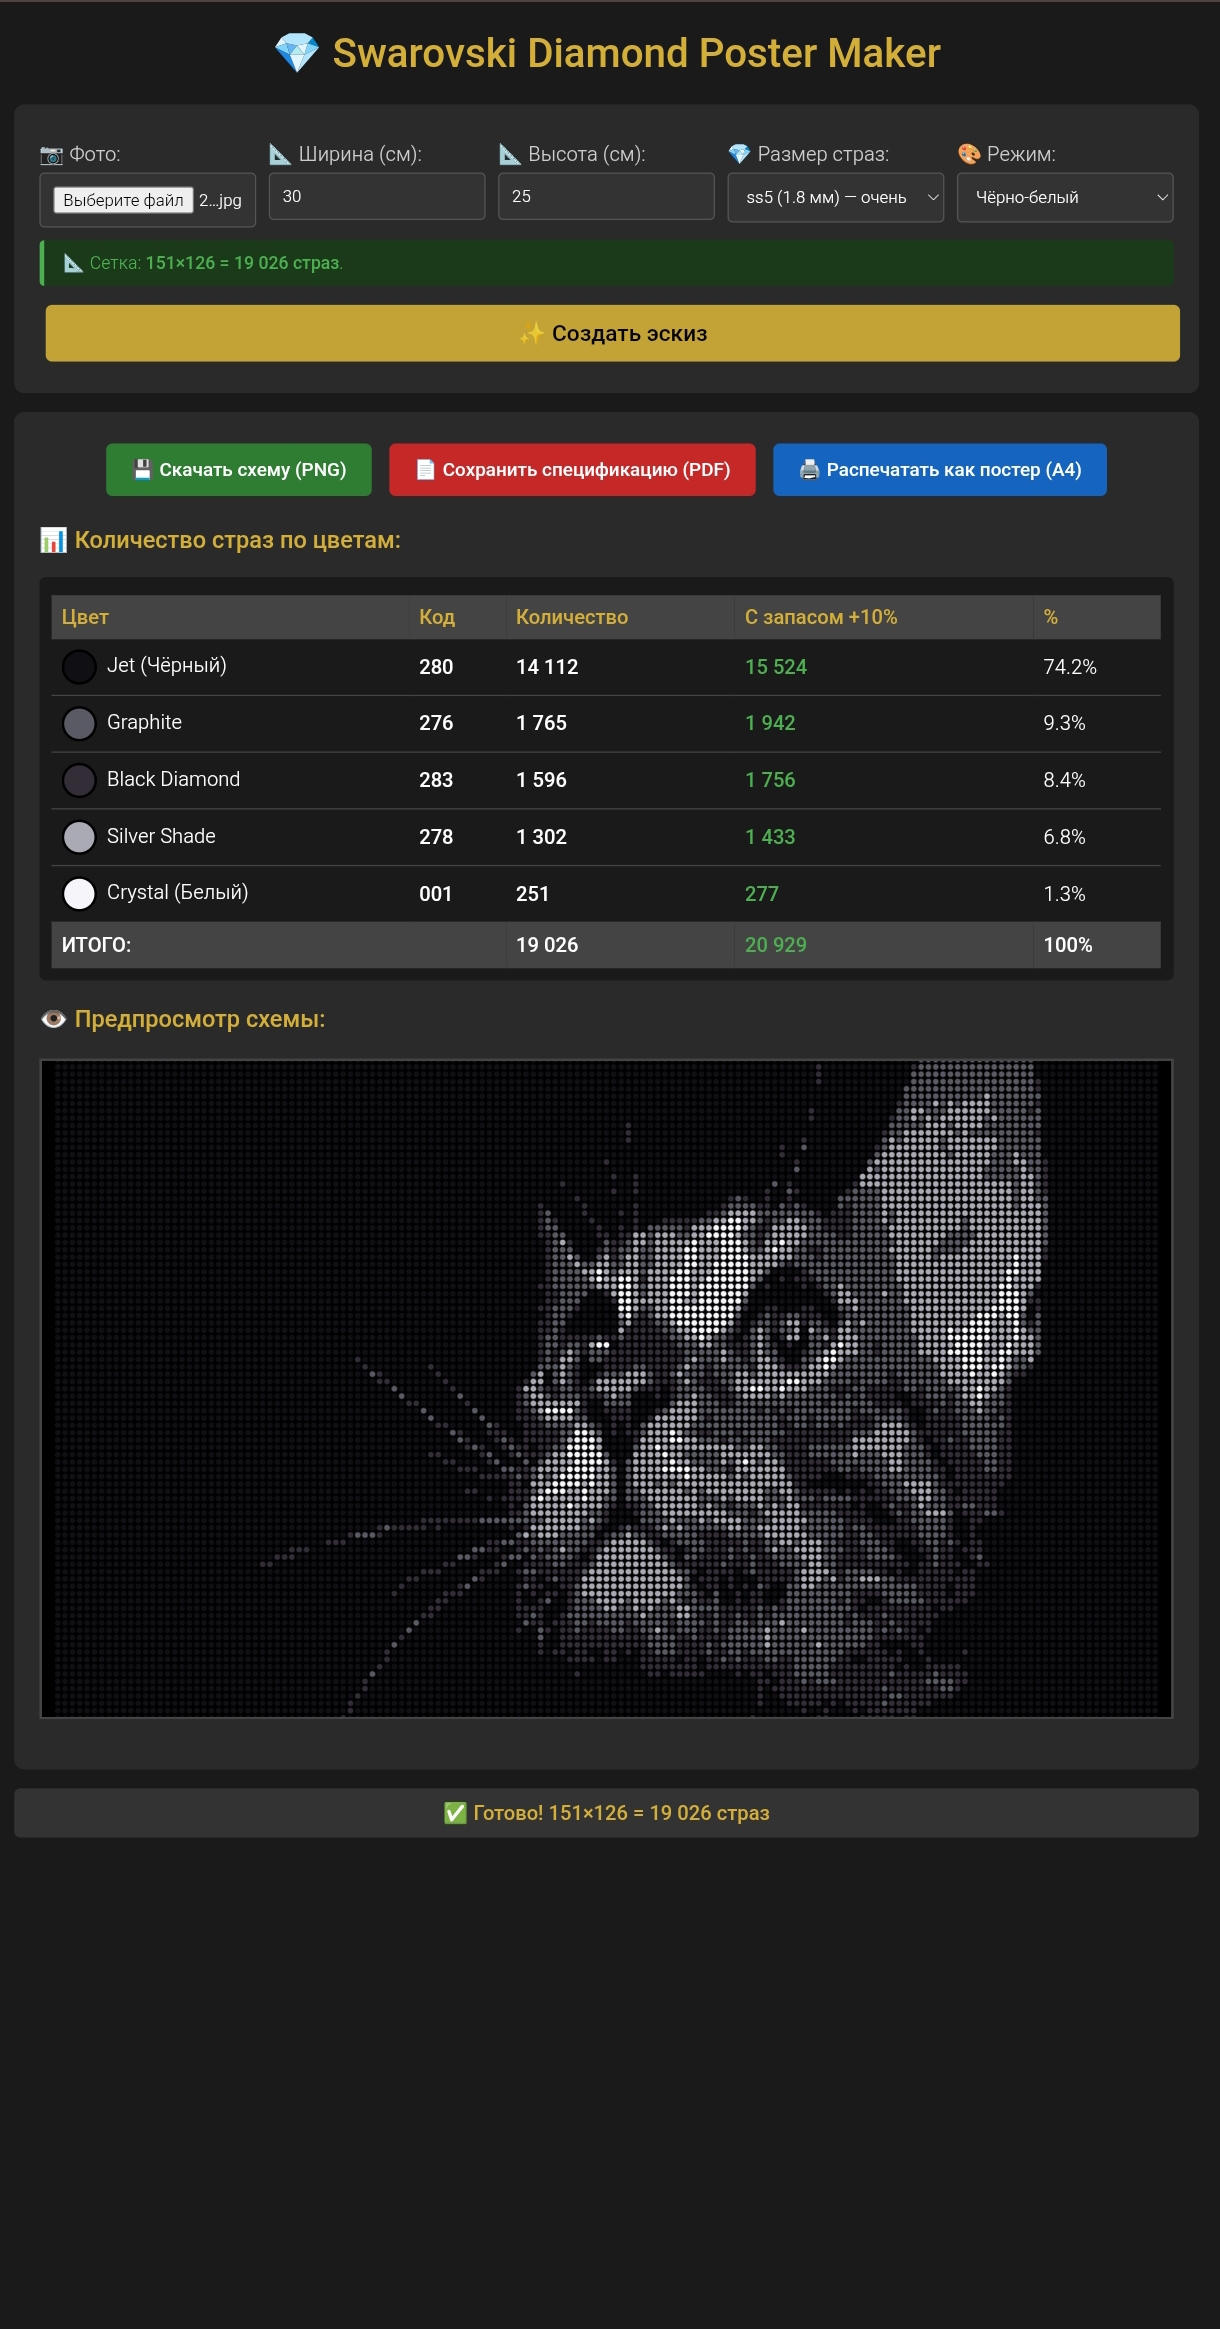 💎 Swarovski Diamond Poster Maker
📷 Фото:
📐 Ширина (см):
📐 Высота (см):
💎 Размер страз:
🎨 Режим:
Выберите файл 2…jpg
30
25
ss5 (1.8 мм) — очень
Чёрно-белый
📐 Сетка: 151×126 = 19 026 страз.
✨ Создать эскиз
💾 Скачать схему (PNG)
📄 Сохранить спецификацию (PDF)
🖨️ Распечатать как постер (A4)
📊 Количество страз по цветам:
Цвет Код Количество С запасом +10% %
Jet (Чёрный) 280 14 112 15 524 74.2%
Graphite 276 1 765 1 942 9.3%
Black Diamond 283 1 596 1 756 8.4%
Silver Shade 278 1 302 1 433 6.8%
Crystal (Белый) 001 251 277 1.3%
ИТОГО: 19 026 20 929 100%
👁️ Предпросмотр схемы:
✅ Готово! 151×126 = 19 026 страз